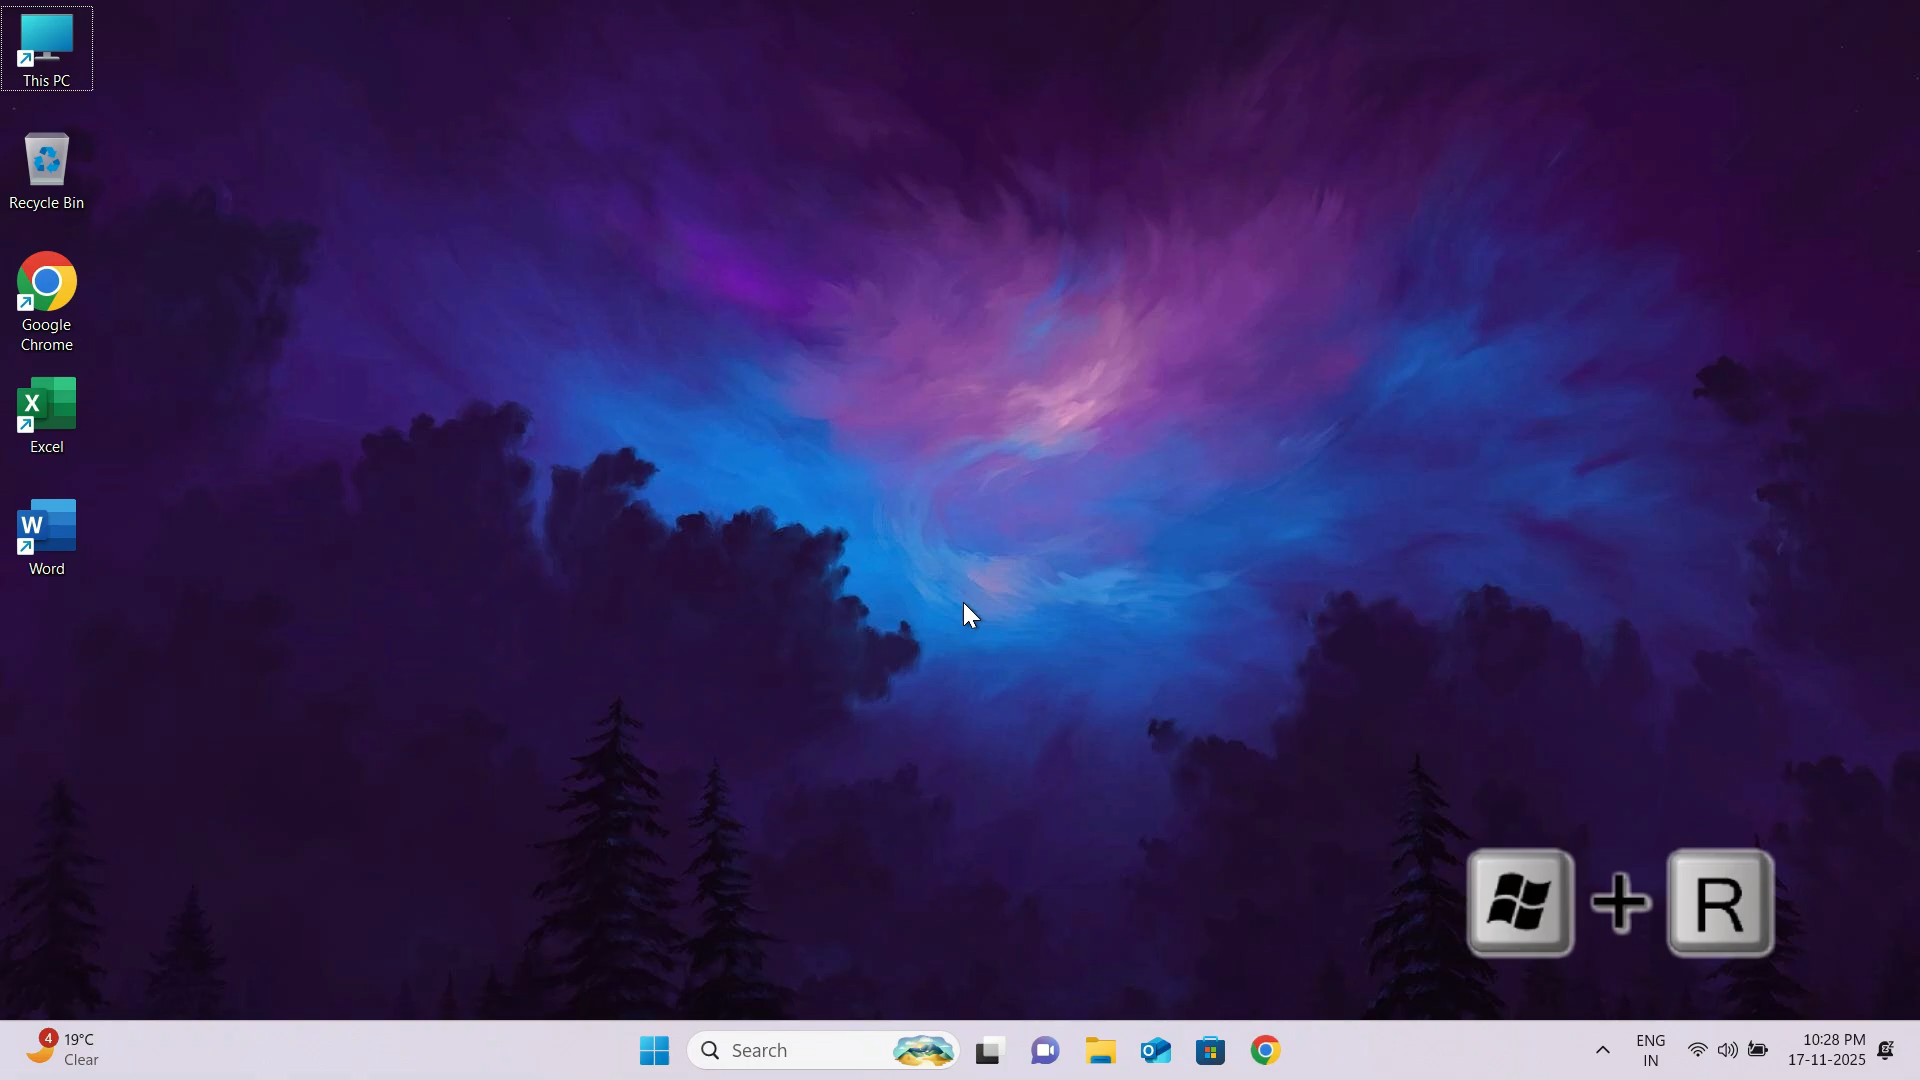 This PC
Recycle Bin
Google
Chrome
X
Excel
W
Word
+ R
4
19°C
Clear
Search
ENG
IN
10:28 PM
17-11-2025